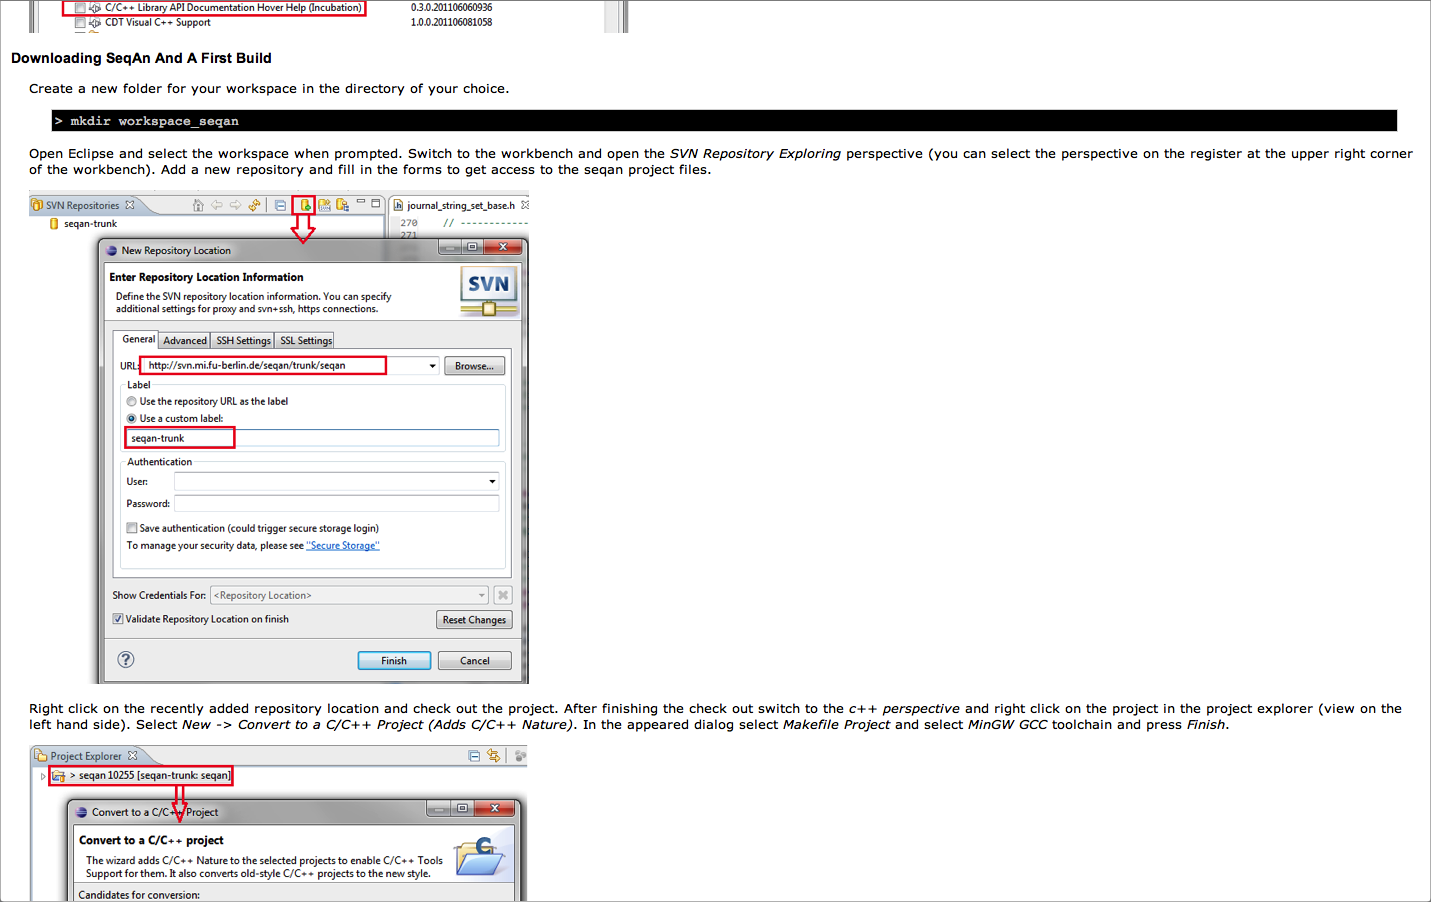 C/C++ Library API Documentation Hover Help (Incubation) 0.3.0.201106060936
CDT Visual C++ Support 1.0.0.201106081058
Downloading SeqAn And A First Build
Create a new folder for your workspace in the directory of your choice.
> mkdir workspace_seqan
Open Eclipse and select the workspace when prompted. Switch to the workbench and open the SVN Repository Exploring perspective (you can select the perspective on the register at the upper right corner
of the workbench). Add a new repository and fill in the forms to get access to the seqan project files.
SVN Repositories
journal_string_set_base.h
seqan-trunk
270 // ------------
271
New Repository Location
Enter Repository Location Information
Define the SVN repository location information. You can specify
additional settings for proxy and svn+ssh, https connections.
SVN
General Advanced SSH Settings SSL Settings
URL: http://svn.mi.fu-berlin.de/seqan/trunk/seqan Browse...
Label
Use the repository URL as the label
Use a custom label:
seqan-trunk
Authentication
User:
Password:
Save authentication (could trigger secure storage login)
To manage your security data, please see "Secure Storage"
Show Credentials For: <Repository Location>
Validate Repository Location on finish Reset Changes
? Finish Cancel
Right click on the recently added repository location and check out the project. After finishing the check out switch to the c++ perspective and right click on the project in the project explorer (view on the
left hand side). Select New -> Convert to a C/C++ Project (Adds C/C++ Nature). In the appeared dialog select Makefile Project and select MinGW GCC toolchain and press Finish.
Project Explorer
> seqan 10255 [seqan-trunk: seqan]
Convert to a C/C++ Project
Convert to a C/C++ project
The wizard adds C/C++ Nature to the selected projects to enable C/C++ Tools
Support for them. It also converts old-style C/C++ projects to the new style.
Candidates for conversion: